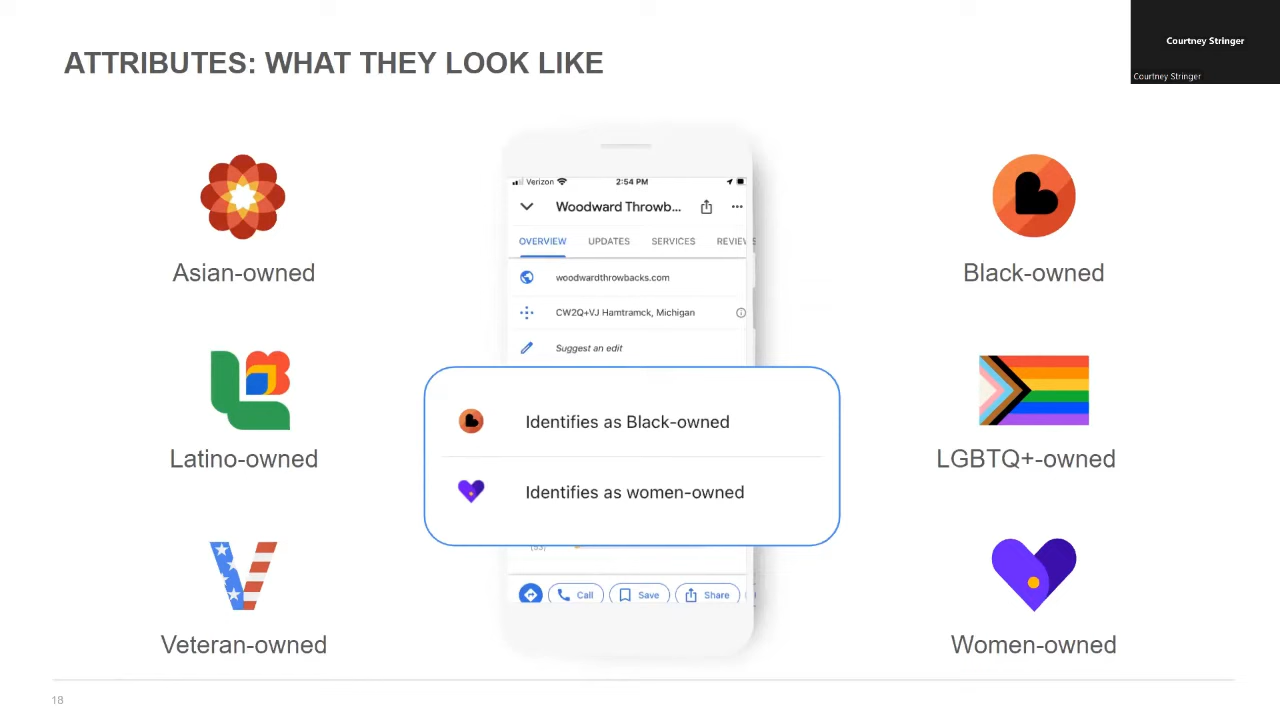 ATTRIBUTES: WHAT THEY LOOK LIKE
Courtney Stringer
Courtney Stringer
Asian-owned
Latino-owned
Veteran-owned
Verizon 2:54 PM
Woodward Throwb...
OVERVIEW UPDATES SERVICES REVIEWS
woodwardthrowbacks.com
CW2Q+VJ Hamtramck, Michigan
Suggest an edit
Identifies as Black-owned
Identifies as women-owned
Call Save Share
Black-owned
LGBTQ+-owned
Women-owned
18